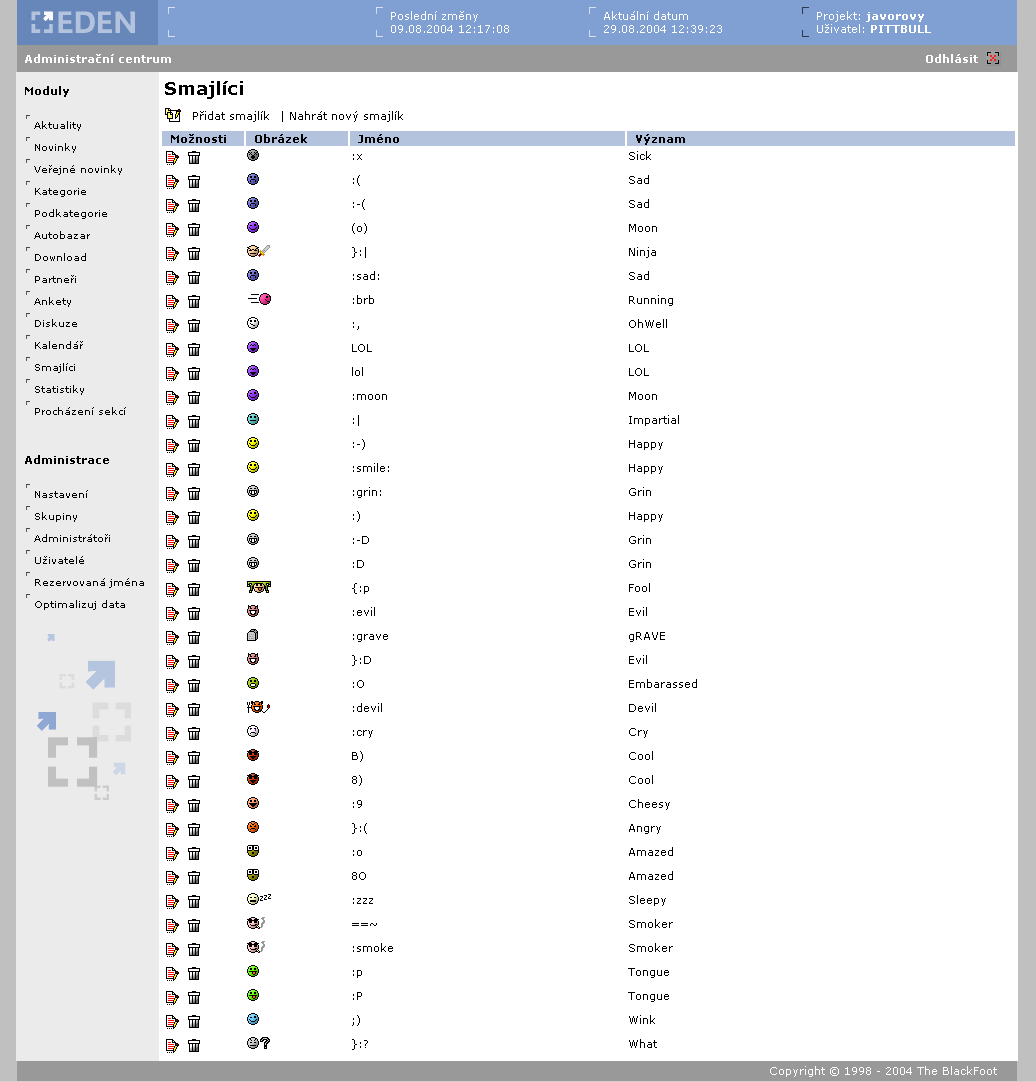 EDEN
Poslední změny
09.08.2004 12:17:08
Aktuální datum
29.08.2004 12:39:23
Projekt: javorovy
Uživatel: PITTBULL
Administrační centrum
Odhlásit
Moduly
Aktuality
Novinky
Veřejné novinky
Kategorie
Podkategorie
Autobazar
Download
Partneři
Ankety
Diskuze
Kalendář
Smajlíci
Statistiky
Procházení sekcí
Administrace
Nastavení
Skupiny
Administrátoři
Uživatelé
Rezervovaná jména
Optimalizuj data
Smajlíci
Přidat smajlík | Nahrát nový smajlík
Možnosti Obrázek Jméno Význam
:x Sick
:( Sad
:-( Sad
(o) Moon
}:| Ninja
:sad: Sad
:brb Running
:, OhWell
LOL LOL
lol LOL
:moon Moon
:| Impartial
:-) Happy
:smile: Happy
:grin: Grin
:) Happy
:-D Grin
:D Grin
{:p Fool
:evil Evil
:grave gRAVE
}:D Evil
:O Embarassed
:devil Devil
:cry Cry
B) Cool
8) Cool
:9 Cheesy
}:( Angry
:o Amazed
8O Amazed
:zzz Sleepy
==~ Smoker
:smoke Smoker
:p Tongue
:P Tongue
;) Wink
}:? What
Copyright © 1998 - 2004 The BlackFoot